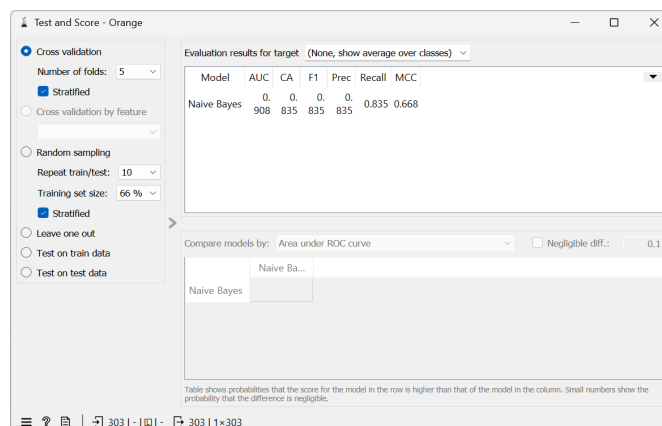 Test and Score - Orange
Cross validation
Number of folds: 5
Stratified
Cross validation by feature
Random sampling
Repeat train/test: 10
Training set size: 66 %
Stratified
Leave one out
Test on train data
Test on test data
Evaluation results for target (None, show average over classes)
Model AUC CA F1 Prec Recall MCC
Naive Bayes 0.908 0.835 0.835 0.835 0.835 0.668
Compare models by: Area under ROC curve Negligible diff.: 0.1
Naive Ba...
Naive Bayes
Table shows probabilities that the score for the model in the row is higher than that of the model in the column. Small numbers show the
probability that the difference is negligible.
303 | - | - 303 | 1×303